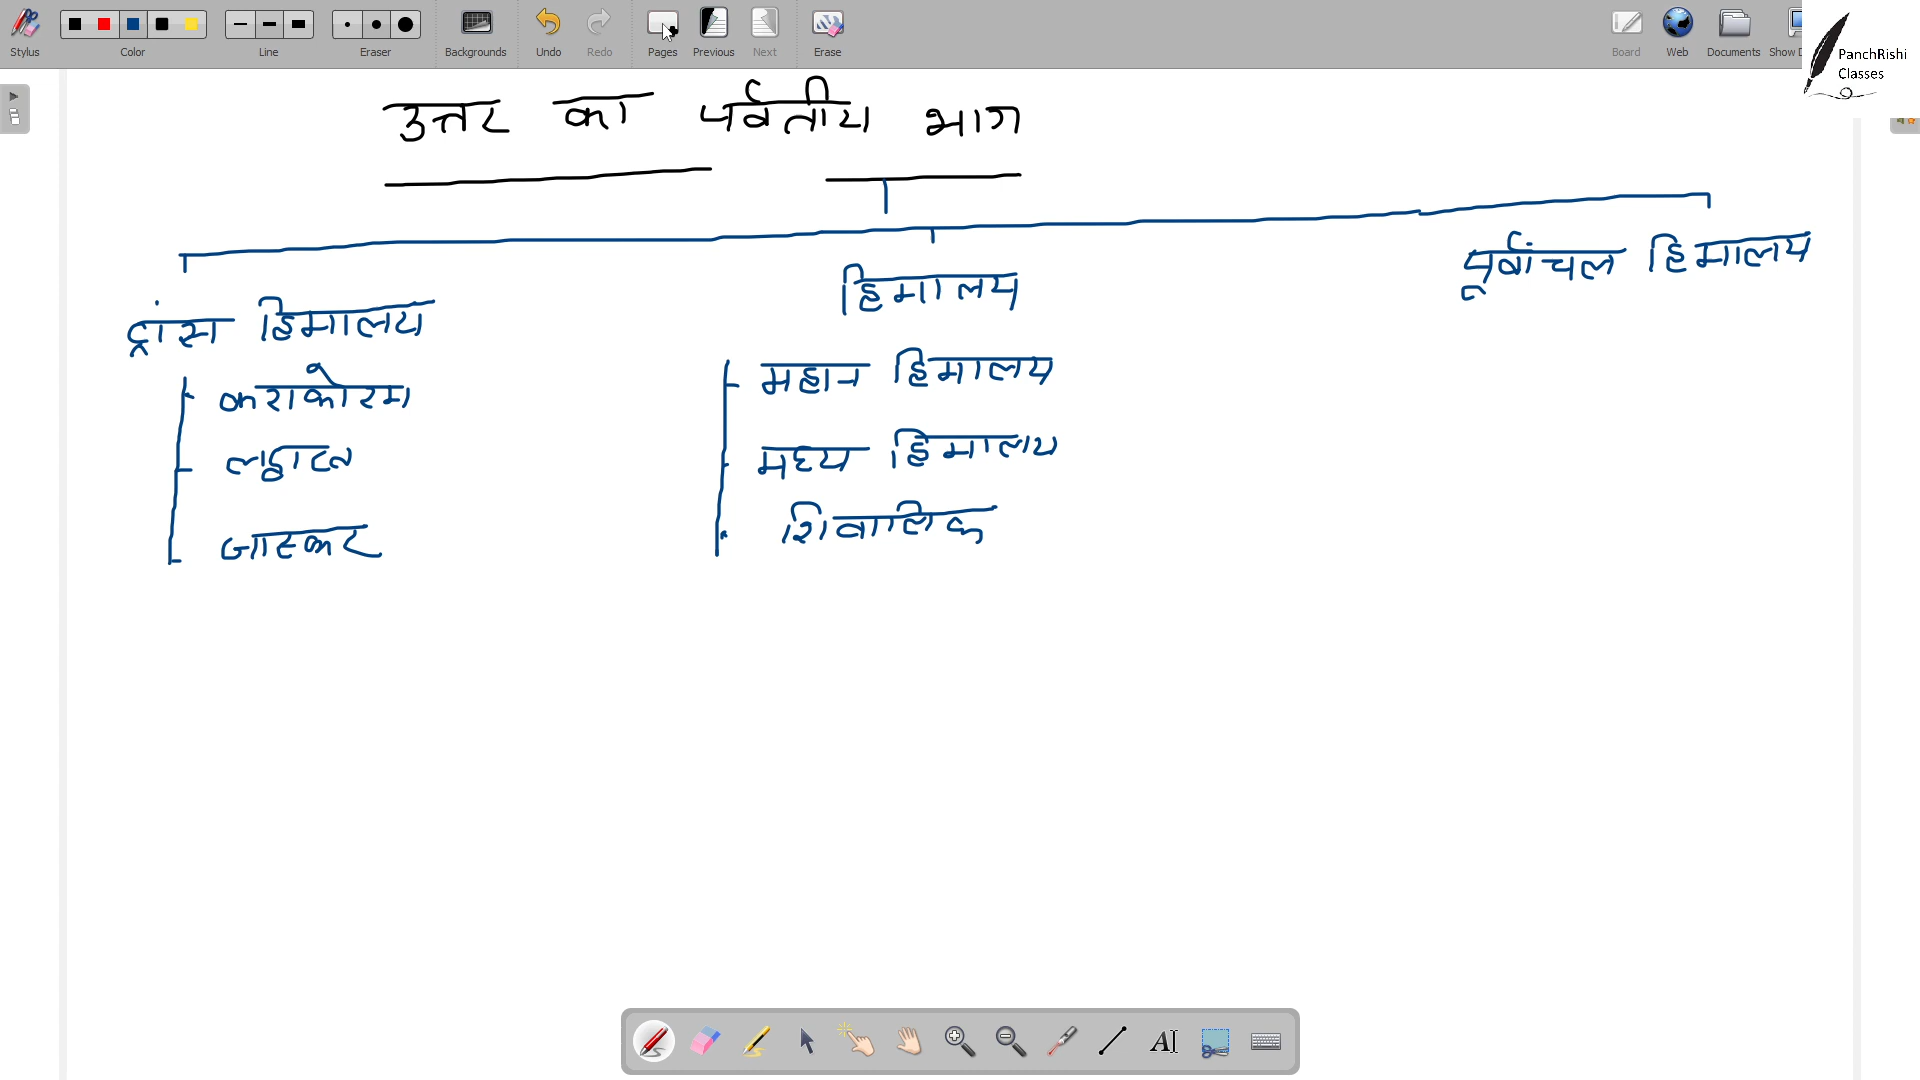 Stylus
Color
Line
Eraser
Backgrounds
Undo
Redo
Pages
Previous
Next
Erase
Board
Web
Documents
Show
PanchRishi
Classes
उत्तर का पर्वतीय भाग
ट्रांस हिमालय
काराकोरम
लद्दाख
जास्कर
हिमालय
महान हिमालय
मध्य हिमालय
शिवालिक
पूर्वांचल हिमालय